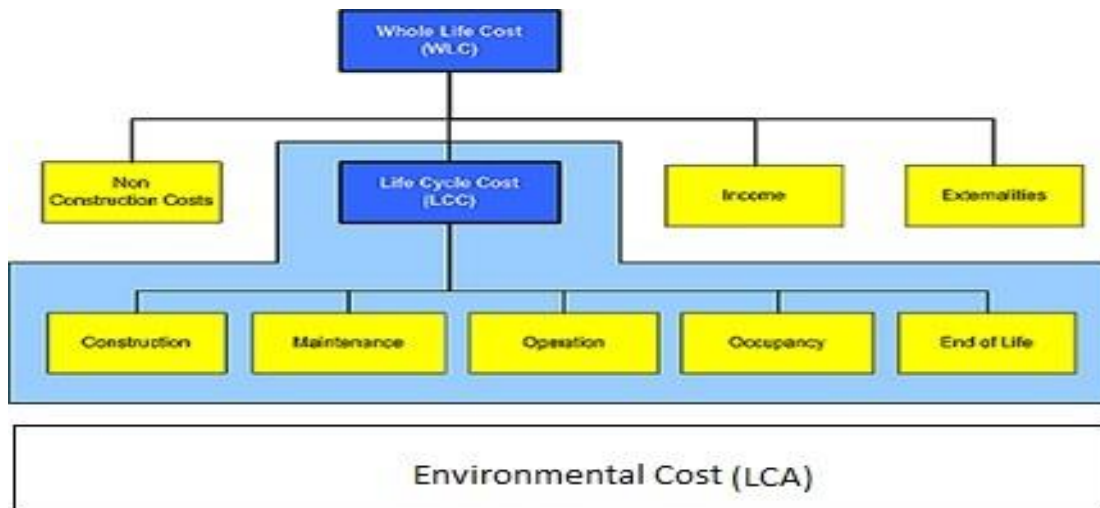 Whole Life Cost
(WLC)
Non
Construction Costs
Life Cycle Cost
(LCC)
Income
Externalities
Construction
Maintenance
Operation
Occupancy
End of Life
Environmental Cost (LCA)